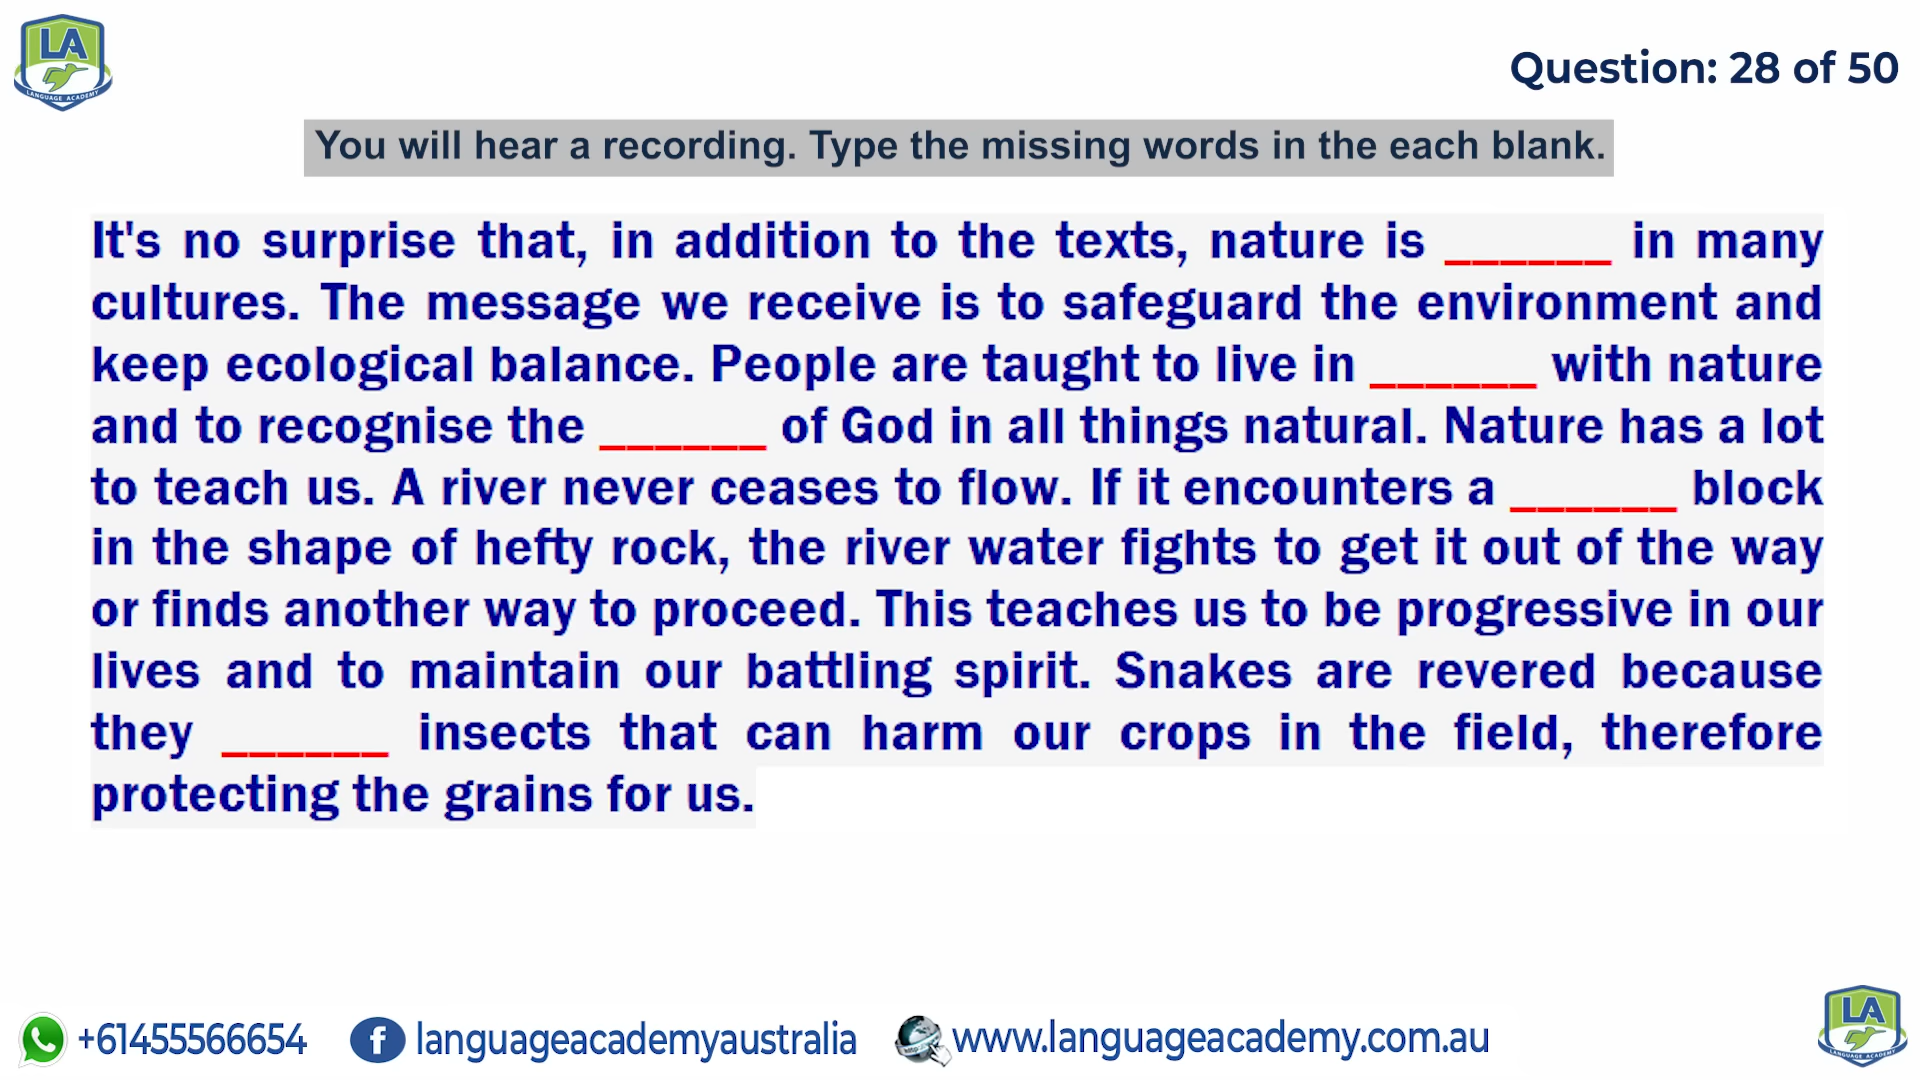 LA
LANGUAGE ACADEMY
Question: 28 of 50
You will hear a recording. Type the missing words in the each blank.
It's no surprise that, in addition to the texts, nature is ______ in many
cultures. The message we receive is to safeguard the environment and
keep ecological balance. People are taught to live in ______ with nature
and to recognise the ______ of God in all things natural. Nature has a lot
to teach us. A river never ceases to flow. If it encounters a ______ block
in the shape of hefty rock, the river water fights to get it out of the way
or finds another way to proceed. This teaches us to be progressive in our
lives and to maintain our battling spirit. Snakes are revered because
they ______ insects that can harm our crops in the field, therefore
protecting the grains for us.
+61455566654
f languageacademyaustralia
http:// www.languageacademy.com.au
LA
LANGUAGE ACADEMY